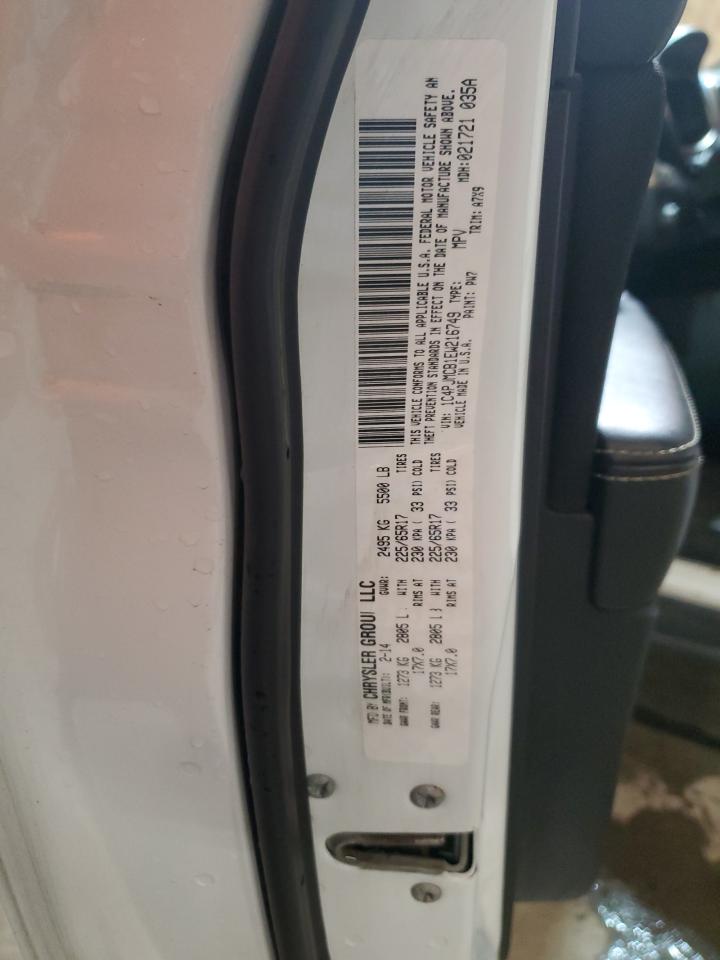 MFD BY CHRYSLER GROUP LLC
DATE OF MFR(BUILT): 2-14 GVWR: 2495 KG 5500 LB
GAWR FRONT: 1273 KG 2805 L WITH 225/65R17 TIRES
17X7.0 RIMS AT 230 KPA ( 33 PSI) COLD
GAWR REAR: 1273 KG 2805 L WITH 225/65R17 TIRES
17X7.0 RIMS AT 230 KPA ( 33 PSI) COLD
THIS VEHICLE CONFORMS TO ALL APPLICABLE U.S.A. FEDERAL MOTOR VEHICLE SAFETY AN
THEFT PREVENTION STANDARDS IN EFFECT ON THE DATE OF MANUFACTURE SHOWN ABOVE.
VIN: 1C4PJMCB1EW216749 TYPE: MPV MDH:021721 035A
VEHICLE MADE IN U.S.A. PAINT: PW7 TRIM: A7X9